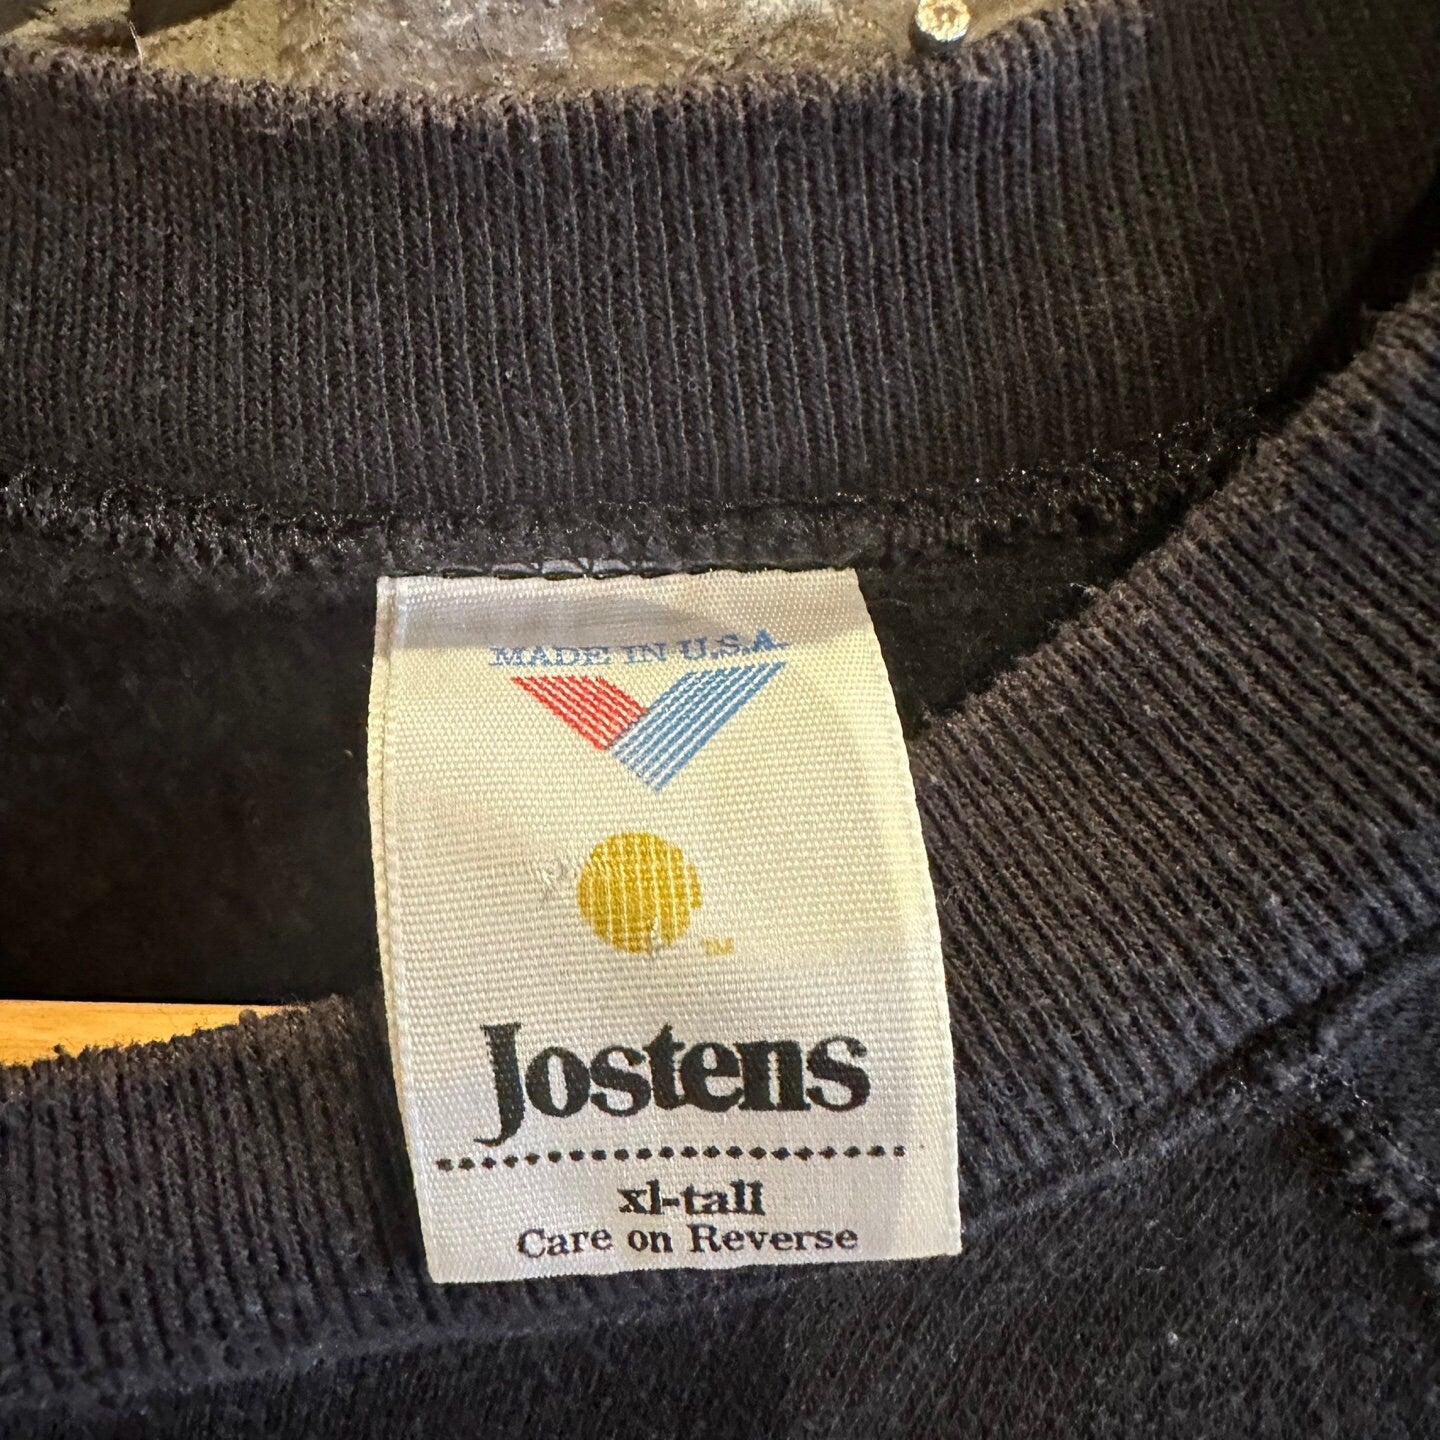 MADE IN U.S.A.
TM
Jostens
xl-tall
Care on Reverse